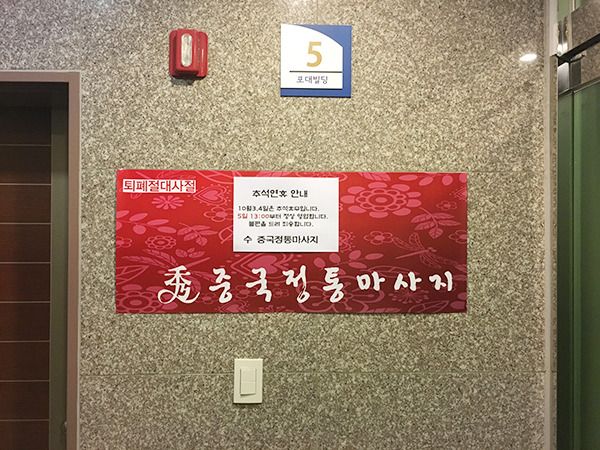 5
포대빌딩
퇴폐절대사절
추석연휴 안내
10월3,4일은 추석휴무입니다.
5일 13:00부터 정상 영업합니다.
불편을 드려 죄송합니다.
수 중국정통마사지
秀 중국정통마사지